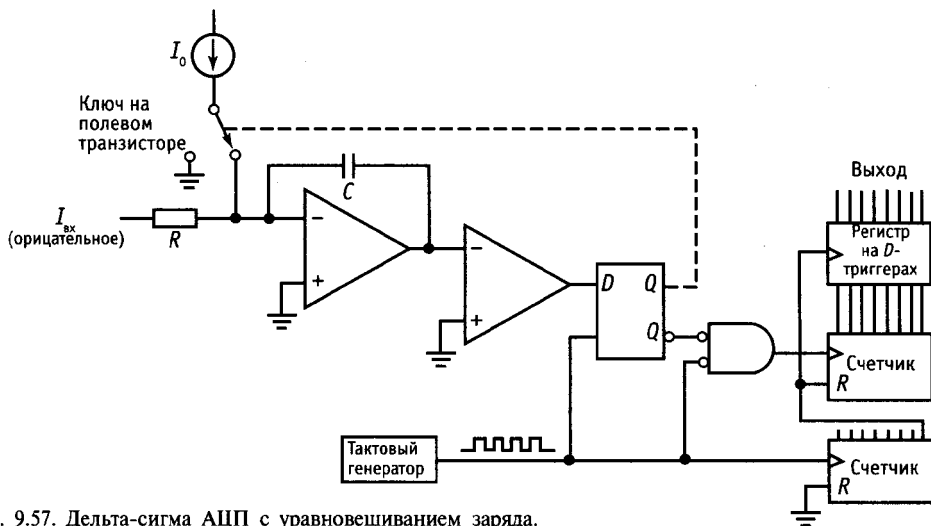 I₀
Ключ на
полевом
транзисторе
C
Iвх
(орицательное)
R
−
+
−
+
D
Q
Q
Выход
Регистр
на D-
триггерах
Счетчик
R
Тактовый
генератор
Счетчик
R
. 9.57. Дельта-сигма АЦП с уравновешиванием заряда.